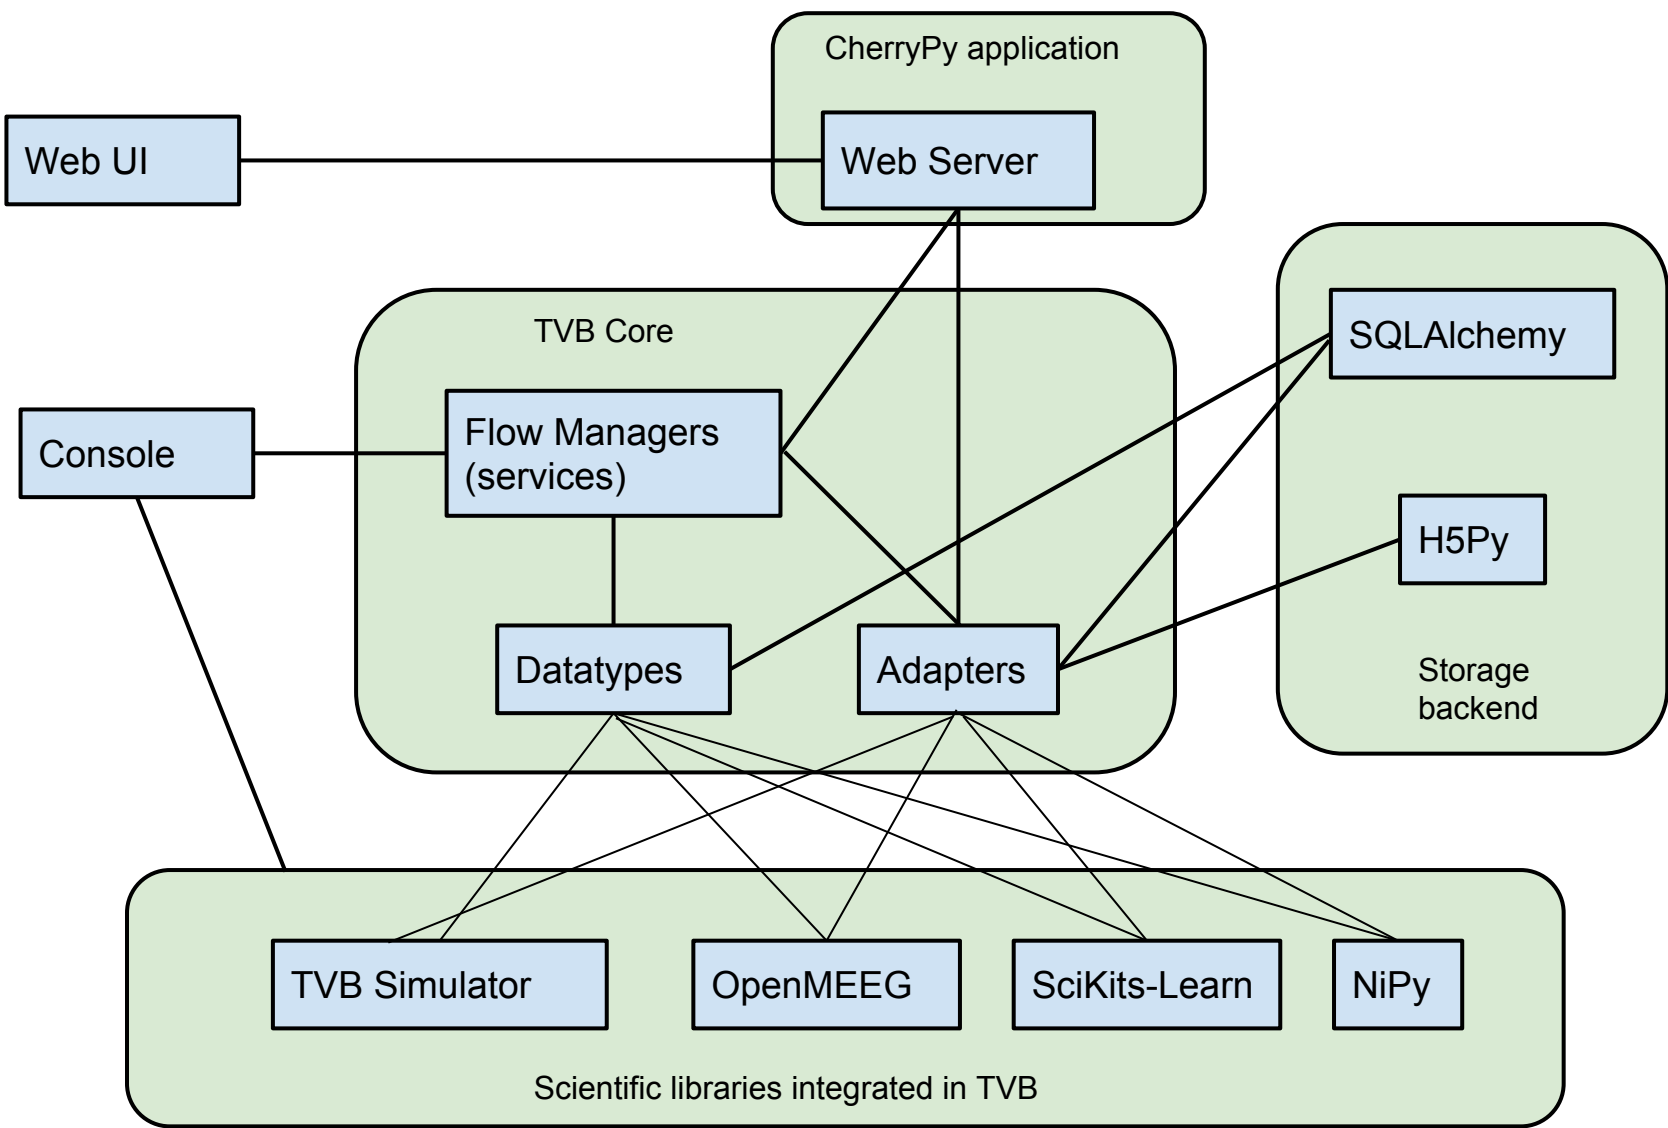 CherryPy application
Web UI
Web Server
TVB Core
SQLAlchemy
Flow Managers
(services)
Console
H5Py
Datatypes
Adapters
Storage
backend
TVB Simulator
OpenMEEG
SciKits-Learn
NiPy
Scientific libraries integrated in TVB